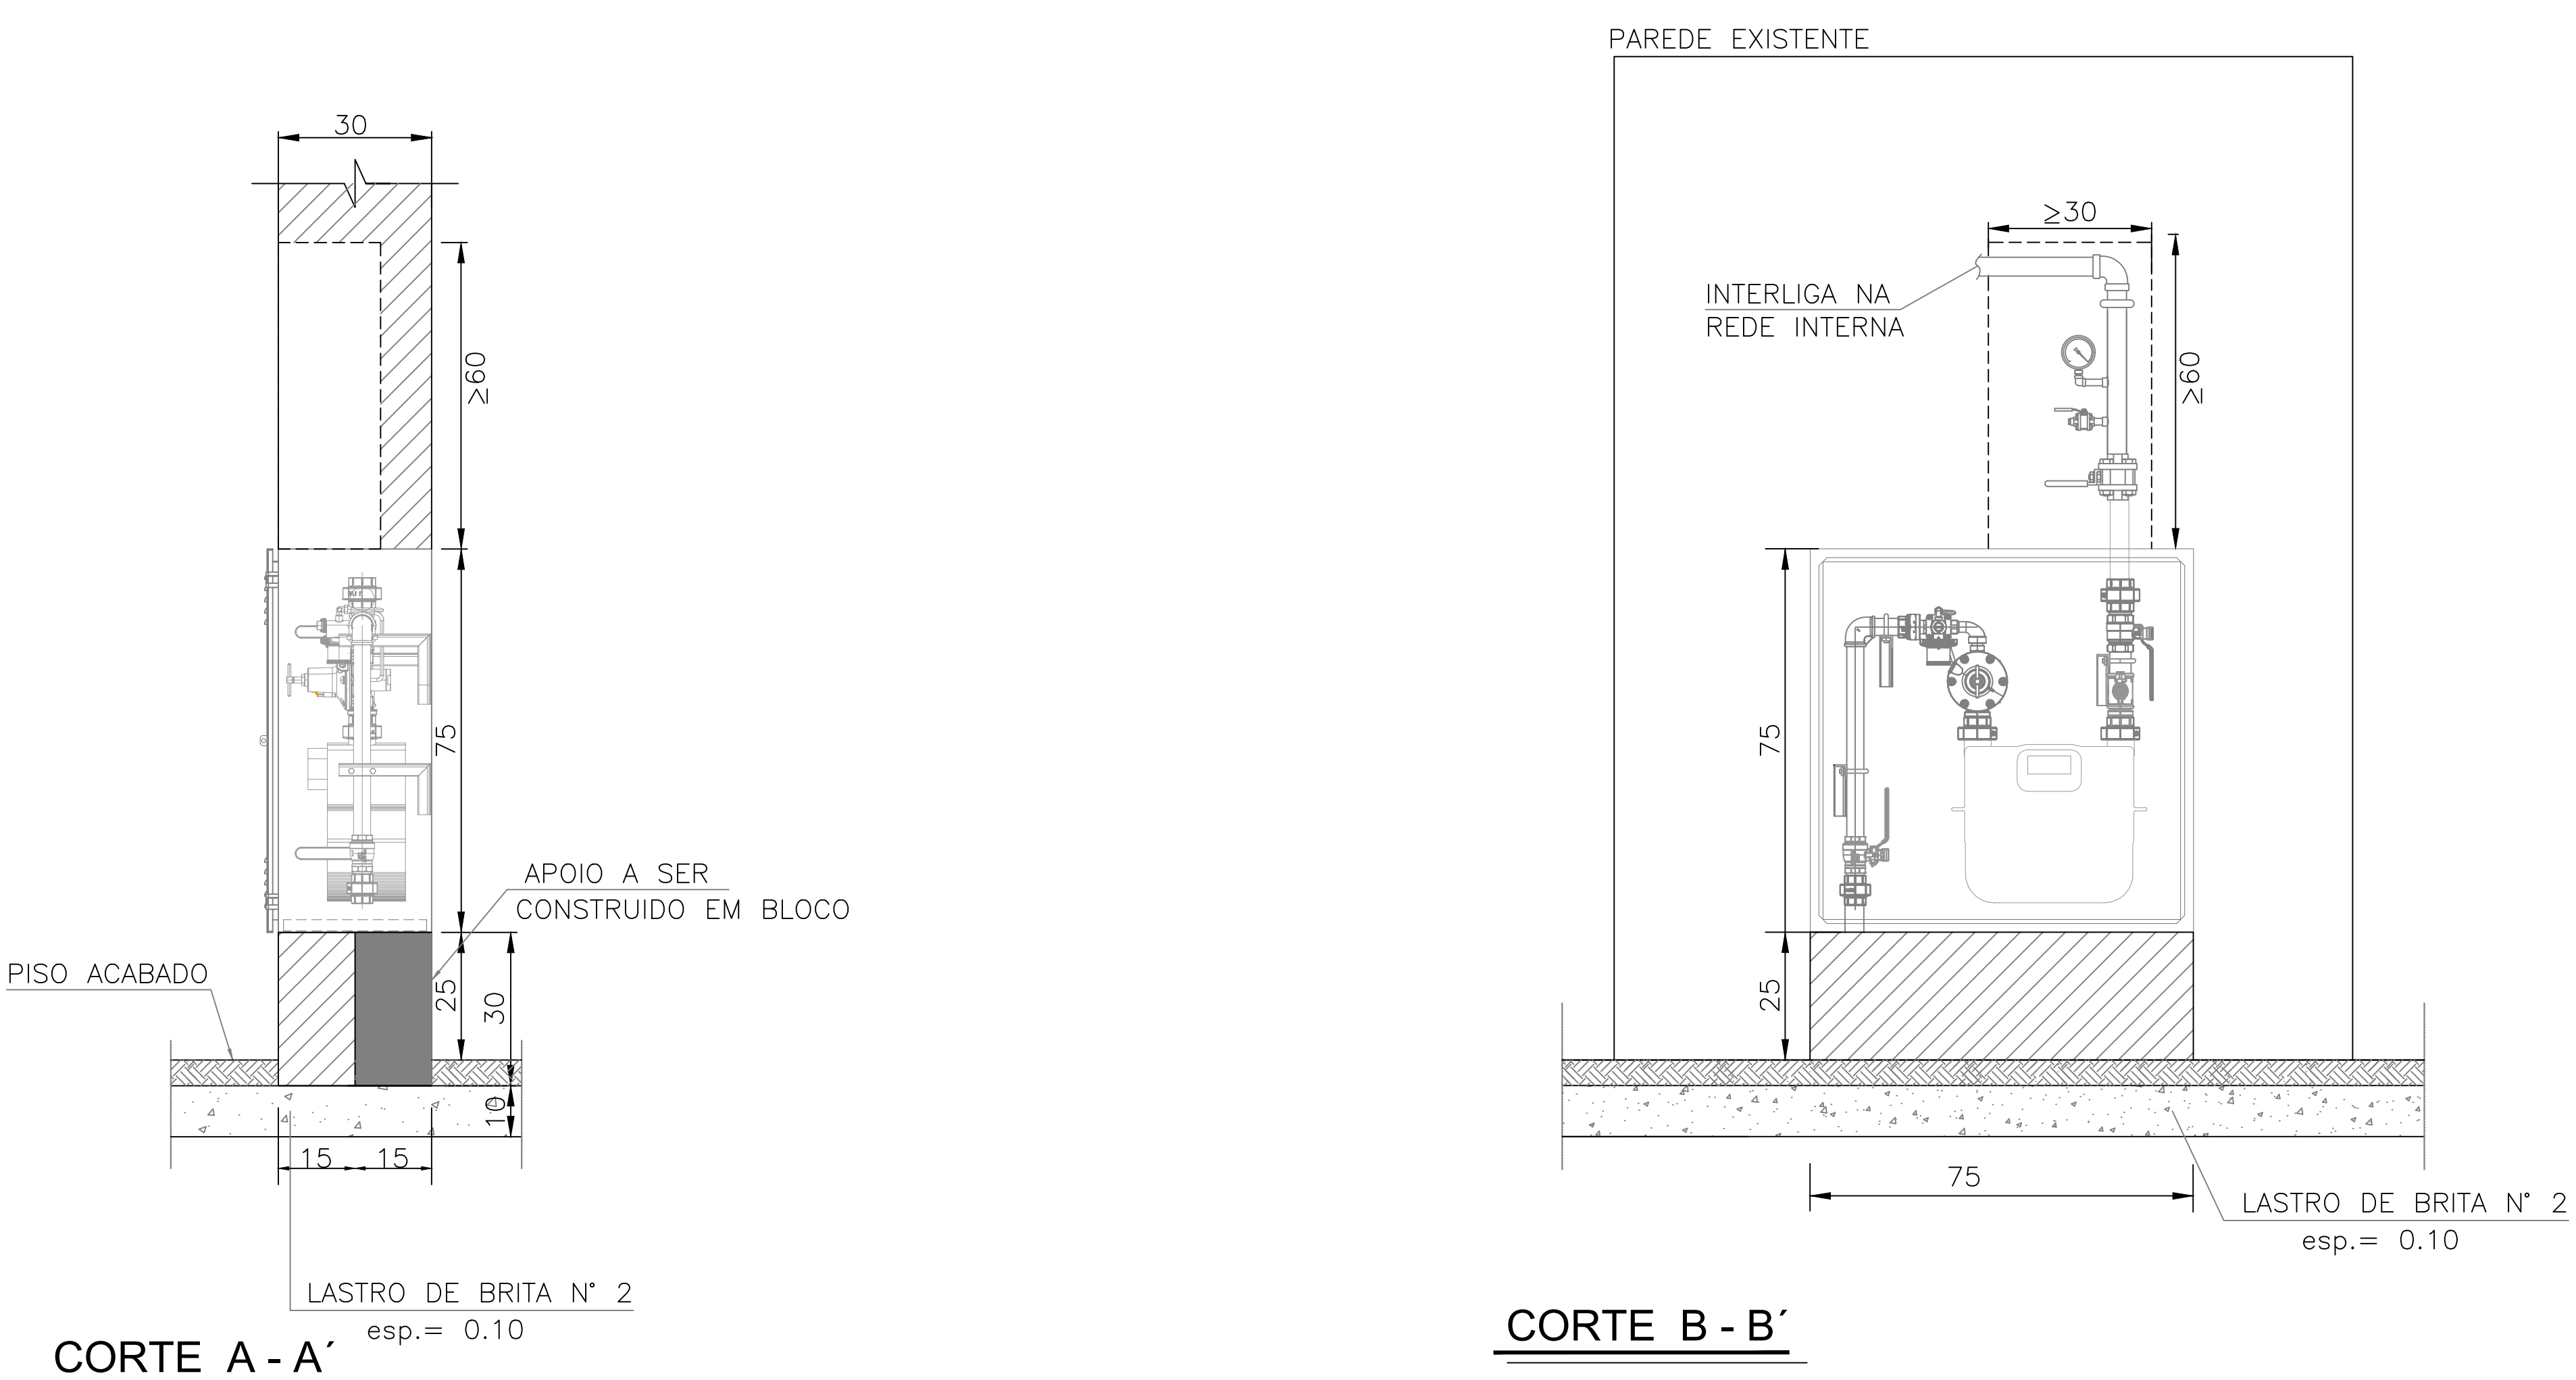 30
≥60
75
25
30
10
15
15
APOIO A SER
CONSTRUIDO EM BLOCO
PISO ACABADO
LASTRO DE BRITA N° 2
esp.= 0.10
CORTE A - A´
PAREDE EXISTENTE
≥30
≥60
INTERLIGA NA
REDE INTERNA
75
25
75
LASTRO DE BRITA N° 2
esp.= 0.10
CORTE B - B´